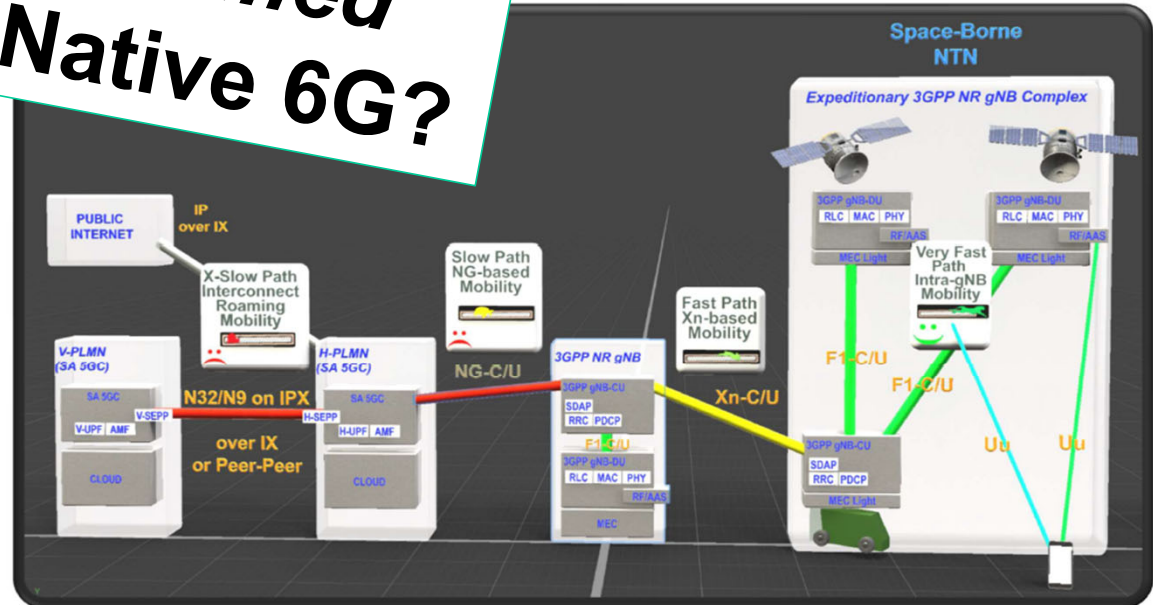 Native 6G?
Space-Borne
NTN
Expeditionary 3GPP NR gNB Complex
PUBLIC
INTERNET
IP
over IX
X-Slow Path
Interconnect
Roaming
Mobility
Slow Path
NG-based
Mobility
Fast Path
Xn-based
Mobility
Very Fast
Path
Intra-gNB
Mobility
V-PLMN
(SA 5GC)
SA 5GC
V-SEPP
V-UPF AMF
CLOUD
N32/N9 on IPX
over IX
or Peer-Peer
H-PLMN
(SA 5GC)
SA 5GC
H-SEPP
H-UPF AMF
CLOUD
NG-C/U
3GPP NR gNB
3GPP gNB-CU
SDAP
RRC PDCP
F1-C/U
3GPP gNB-DU
RLC MAC PHY
RF/AAS
MEC
Xn-C/U
3GPP gNB-DU
RLC MAC PHY
RF/AAS
MEC Light
3GPP gNB-DU
RLC MAC PHY
RF/AAS
MEC Light
F1-C/U
F1-C/U
3GPP gNB-CU
SDAP
RRC PDCP
MEC Light
Uu
Uu